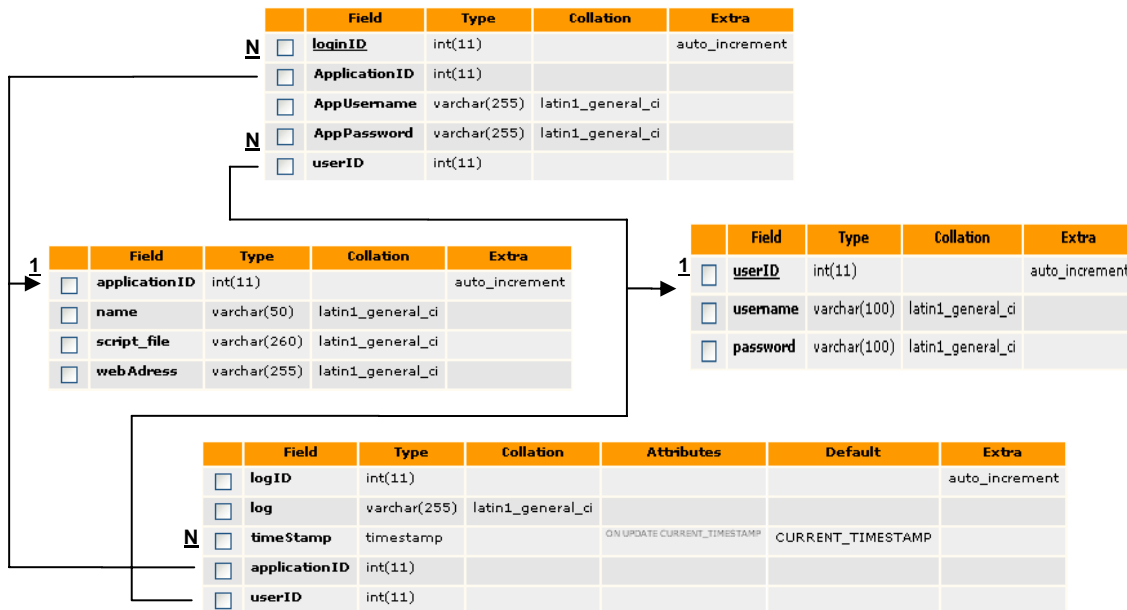 Field Type Collation Extra
N loginID int(11) auto_increment
ApplicationID int(11)
AppUsername varchar(255) latin1_general_ci
N AppPassword varchar(255) latin1_general_ci
userID int(11)
Field Type Collation Extra
1 applicationID int(11) auto_increment
name varchar(50) latin1_general_ci
script_file varchar(260) latin1_general_ci
webAdress varchar(255) latin1_general_ci
Field Type Collation Extra
1 userID int(11) auto_increment
username varchar(100) latin1_general_ci
password varchar(100) latin1_general_ci
Field Type Collation Attributes Default Extra
logID int(11) auto_increment
log varchar(255) latin1_general_ci
N timeStamp timestamp ON UPDATE CURRENT_TIMESTAMP CURRENT_TIMESTAMP
applicationID int(11)
userID int(11)